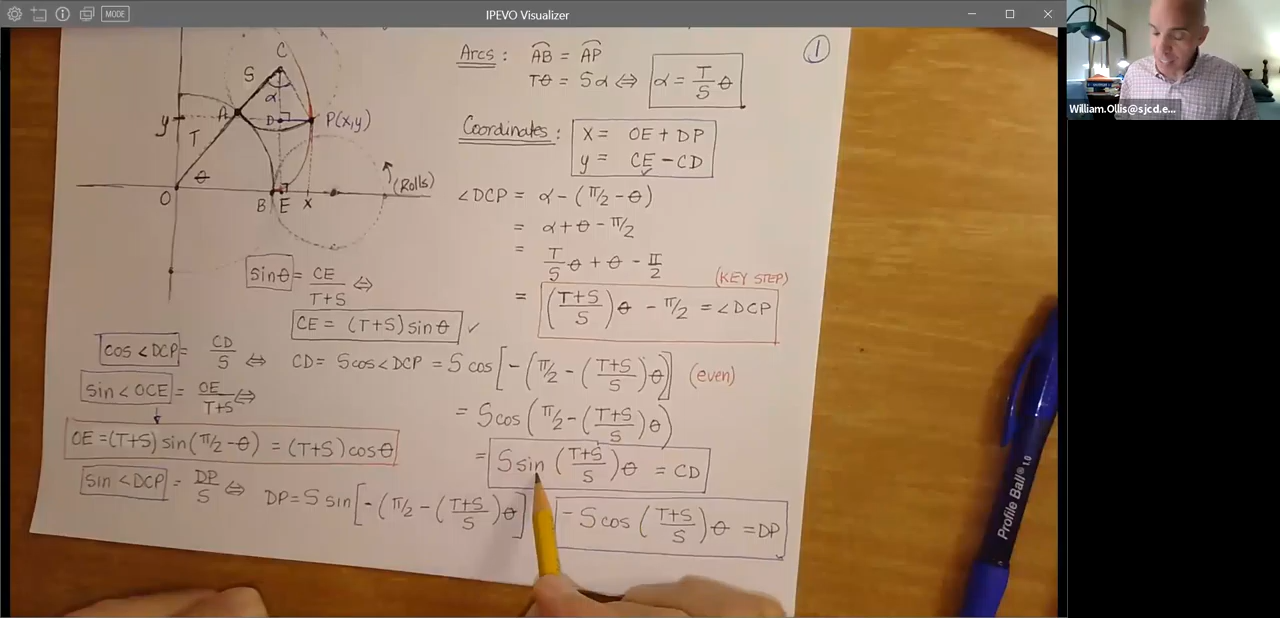 MODE
IPEVO Visualizer
William.Ollis@sjcd.e...
1
Arcs: AB = AP
Tθ = Sα ⇔ α = T/S θ
C
S
α
A
D
P(x,y)
y
T
θ
O
B E X
(Rolls)
Coordinates: x = OE + DP
y = CE - CD
∠DCP = α - (π/2 - θ)
= α + θ - π/2
= T/S θ + θ - π/2
(KEY STEP)
= ((T+S)/S) θ - π/2 = ∠DCP
sinθ = CE/(T+S) ⇔
CE = (T+S) sinθ ✓
cos ∠DCP = CD/S ⇔ CD = S cos ∠DCP = S cos[-(π/2 - ((T+S)/S) θ)] (even)
= S cos(π/2 - ((T+S)/S) θ)
= S sin((T+S)/S) θ = CD
sin ∠OCE = OE/(T+S) ⇔
OE = (T+S) sin(π/2 - θ) = (T+S) cosθ
sin ∠DCP = DP/S ⇔ DP = S sin[-(π/2 - ((T+S)/S) θ] - S cos((T+S)/S) θ = DP
Profile Ball 1.0